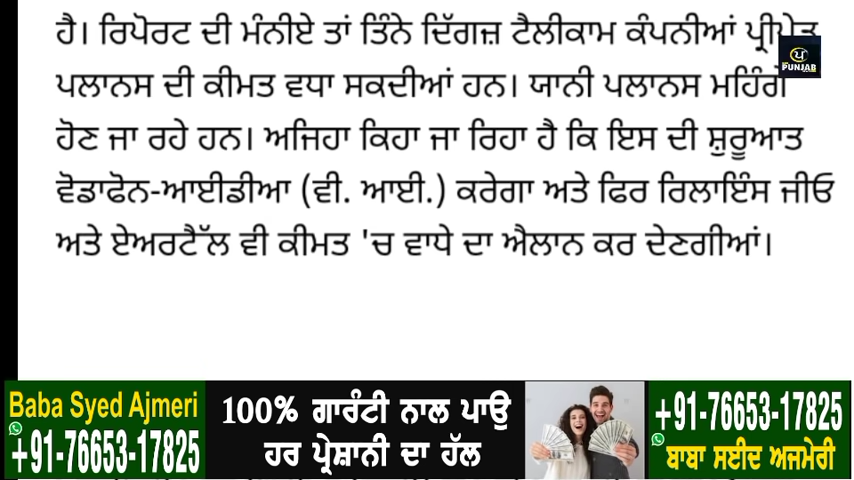 ਹੈ। ਰਿਪੋਰਟ ਦੀ ਮੰਨੀਏ ਤਾਂ ਤਿੰਨੇ ਦਿੱਗਜ਼ ਟੈਲੀਕਾਮ ਕੰਪਨੀਆਂ ਪ੍ਰੀਪੇਡ
ਪੰ
PUNJAB
ਪਲਾਨਸ ਦੀ ਕੀਮਤ ਵਧਾ ਸਕਦੀਆਂ ਹਨ। ਯਾਨੀ ਪਲਾਨਸ ਮਹਿੰਗੇ
ਹੋਣ ਜਾ ਰਹੇ ਹਨ। ਅਜਿਹਾ ਕਿਹਾ ਜਾ ਰਿਹਾ ਹੈ ਕਿ ਇਸ ਦੀ ਸ਼ੁਰੂਆਤ
ਵੋਡਾਫੋਨ-ਆਈਡੀਆ (ਵੀ. ਆਈ.) ਕਰੇਗਾ ਅਤੇ ਫਿਰ ਰਿਲਾਇੰਸ ਜੀਓ
ਅਤੇ ਏਅਰਟੈੱਲ ਵੀ ਕੀਮਤ 'ਚ ਵਾਧੇ ਦਾ ਐਲਾਨ ਕਰ ਦੇਣਗੀਆਂ।
Baba Syed Ajmeri
+91-76653-17825
100% ਗਾਰੰਟੀ ਨਾਲ ਪਾਉ
ਹਰ ਪ੍ਰੇਸ਼ਾਨੀ ਦਾ ਹੱਲ
+91-76653-17825
ਬਾਬਾ ਸਈਦ ਅਜਮੇਰੀ